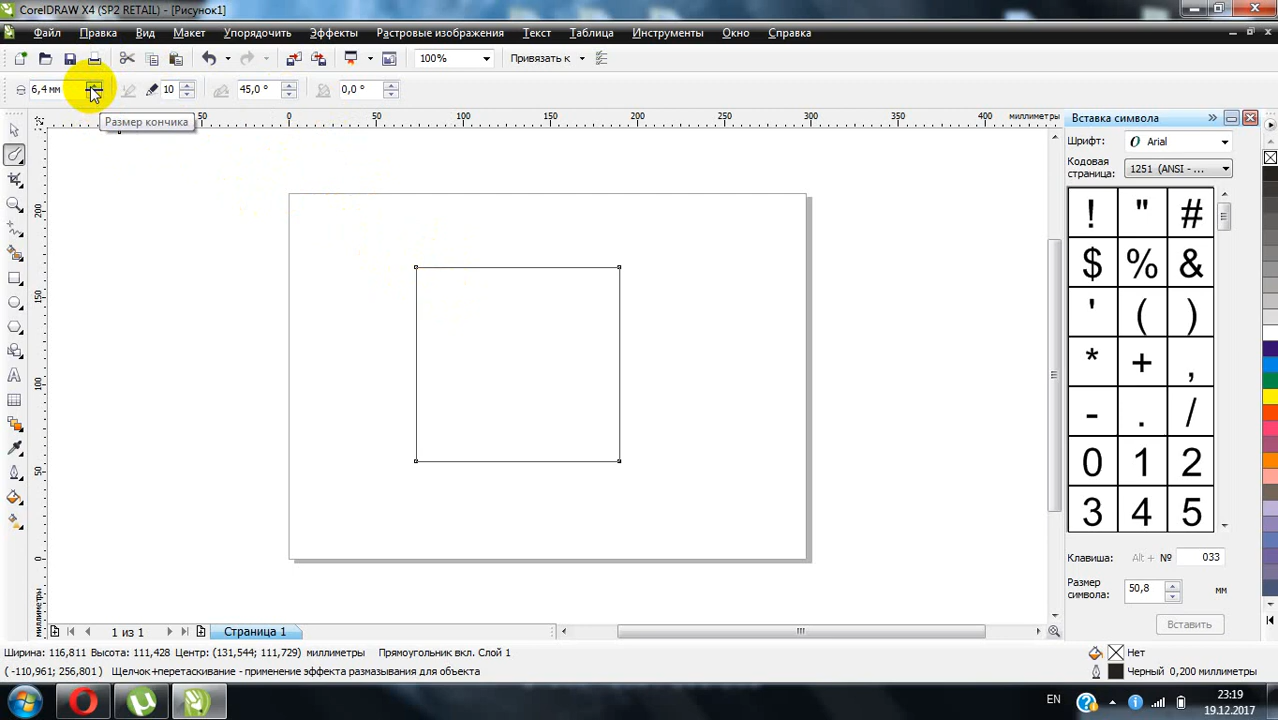 CorelDRAW X4 (SP2 RETAIL) - [Рисунок1]
Файл Правка Вид Макет Упорядочить Эффекты Растровые изображения Текст Таблица Инструменты Окно Справка
100% Привязать к
6,4 мм 10 45,0 ° 0,0 °
Размер кончика
50 0 50 100 150 200 250 300 350 400 миллиметры
200
150
100
50
0
миллиметры
Вставка символа
Шрифт: Arial
Кодовая страница: 1251 (ANSI - ...
! " #
$ % &
' ( )
* + ,
- . /
0 1 2
3 4 5
Клавиша: Alt + № 033
Размер символа: 50,8 мм
Вставить
1 из 1 Страница 1
Ширина: 116,811 Высота: 111,428 Центр: (131,544; 111,729) миллиметры Прямоугольник вкл. Слой 1
Нет
( -110,961; 256,801 ) Щелчок+перетаскивание - применение эффекта размазывания для объекта
Черный 0,200 миллиметры
EN
23:19
19.12.2017